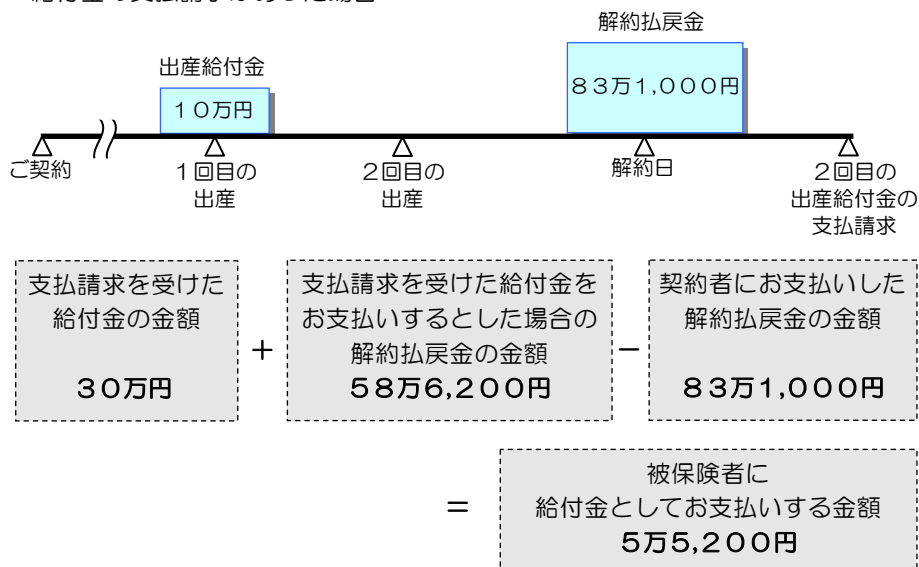 解約払戻金
出産給付金
８３万１,０００円
１０万円
ご契約
１回目の
出産
２回目の
出産
解約日
２回目の
出産給付金の
支払請求
支払請求を受けた
給付金の金額
３０万円
＋
支払請求を受けた給付金を
お支払いするとした場合の
解約払戻金の金額
５８万６,２００円
－
契約者にお支払いした
解約払戻金の金額
８３万１,０００円
＝
被保険者に
給付金としてお支払いする金額
５万５,２００円